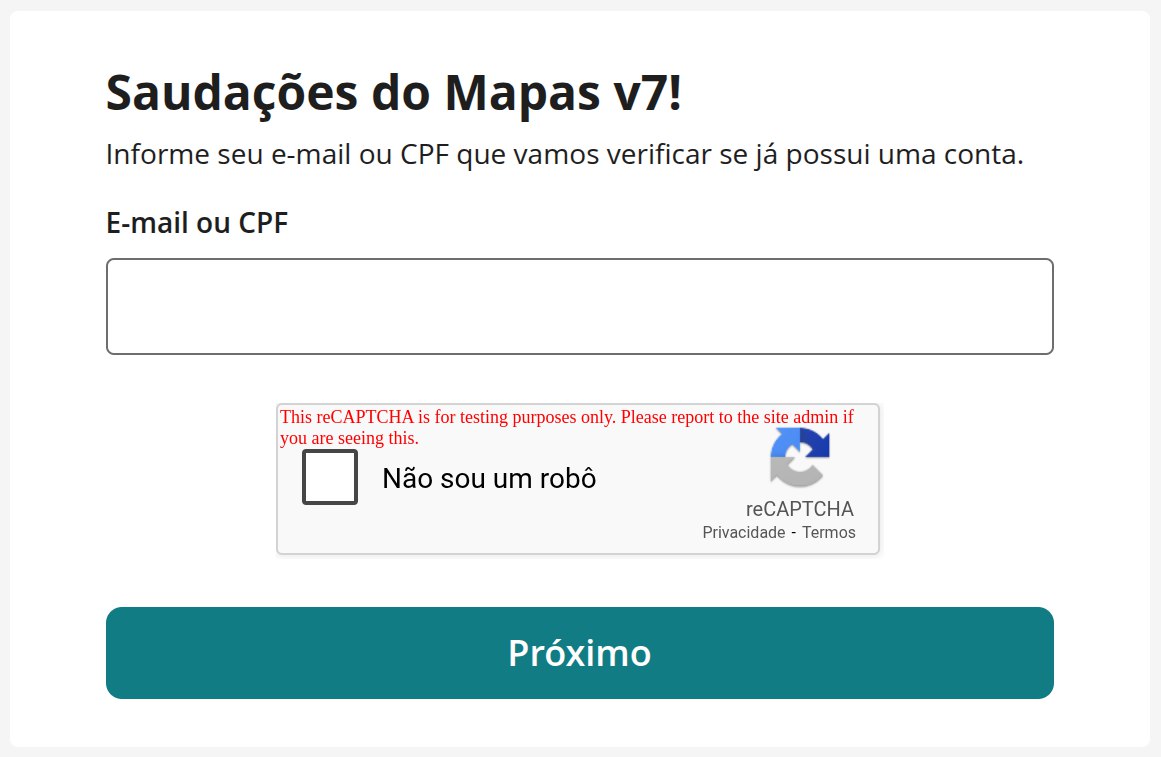 Saudações do Mapas v7!
Informe seu e-mail ou CPF que vamos verificar se já possui uma conta.
E-mail ou CPF
This reCAPTCHA is for testing purposes only. Please report to the site admin if
you are seeing this.
Não sou um robô
reCAPTCHA
Privacidade - Termos
Próximo